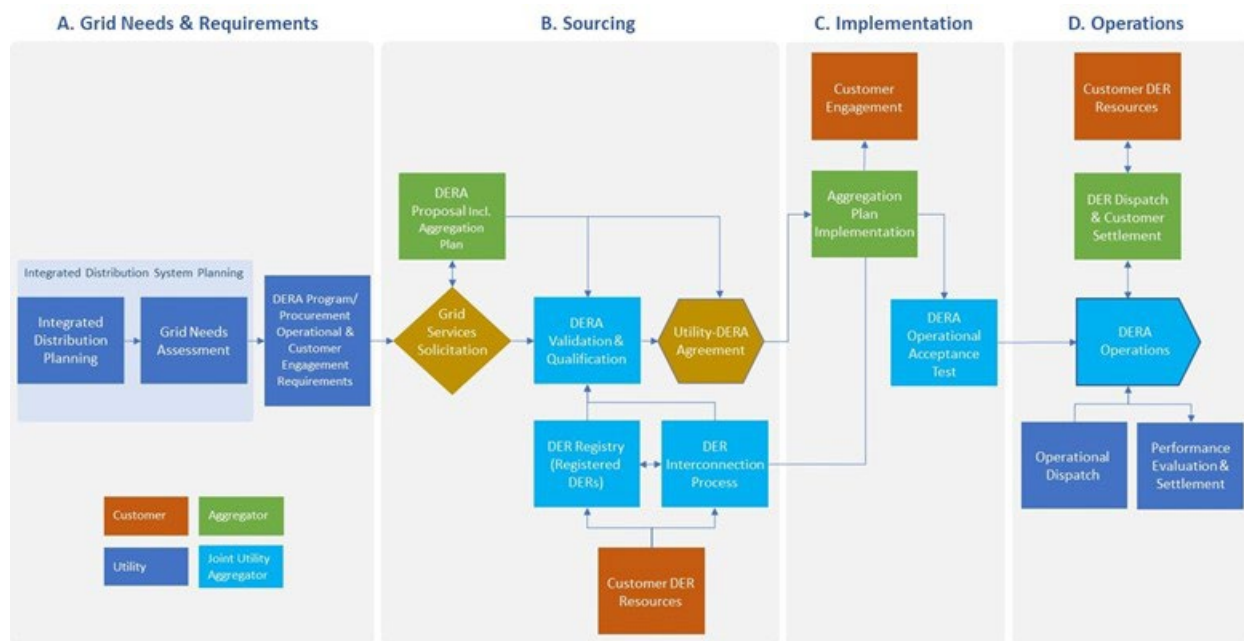 A. Grid Needs & Requirements
Integrated Distribution System Planning
Integrated
Distribution
Planning
Grid Needs
Assessment
DERA Program/
Procurement
Operational &
Customer
Engagement
Requirements
Customer
Aggregator
Utility
Joint Utility
Aggregator
B. Sourcing
DERA
Proposal Incl.
Aggregation
Plan
Grid
Services
Solicitation
DERA
Validation &
Qualification
Utility-DERA
Agreement
DER Registry
(Registered
DERs)
DER
Interconnection
Process
Customer DER
Resources
C. Implementation
Customer
Engagement
Aggregation
Plan
Implementation
DERA
Operational
Acceptance
Test
D. Operations
Customer DER
Resources
DER Dispatch
& Customer
Settlement
DERA
Operations
Operational
Dispatch
Performance
Evaluation &
Settlement